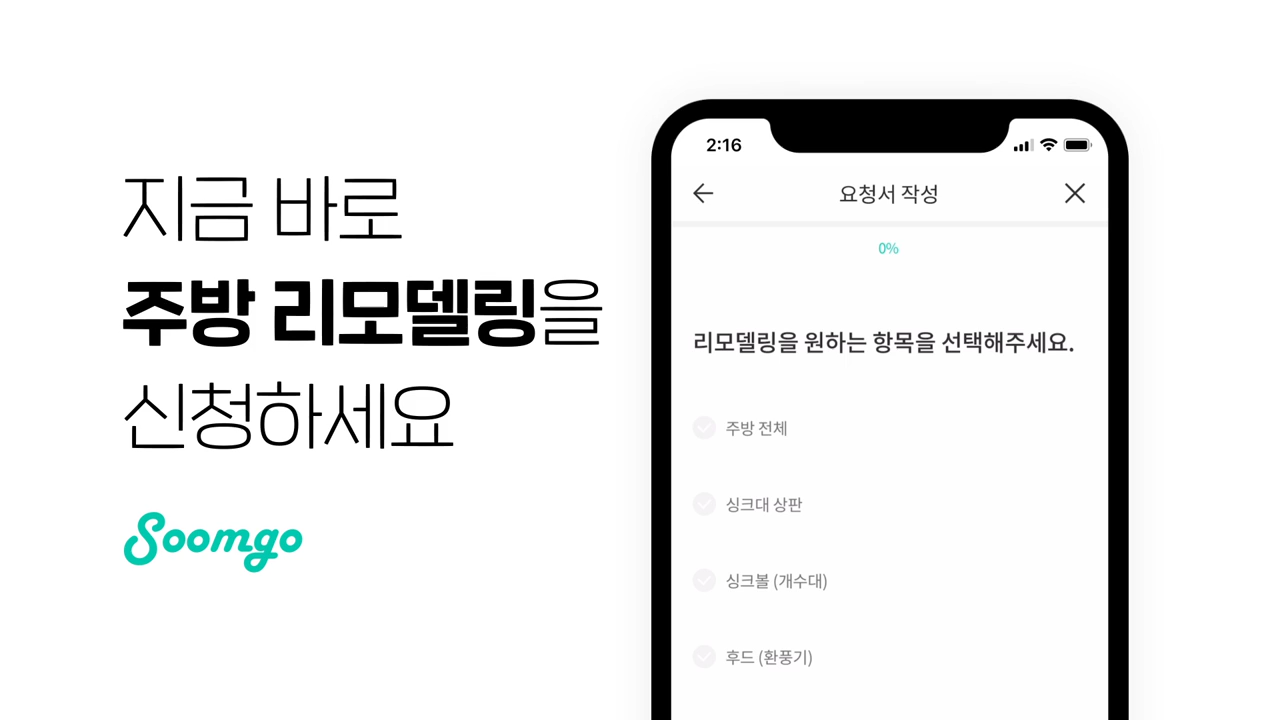 지금 바로
주방 리모델링을
신청하세요
Soomgo
2:16
요청서 작성
0%
리모델링을 원하는 항목을 선택해주세요.
주방 전체
싱크대 상판
싱크볼 (개수대)
후드 (환풍기)